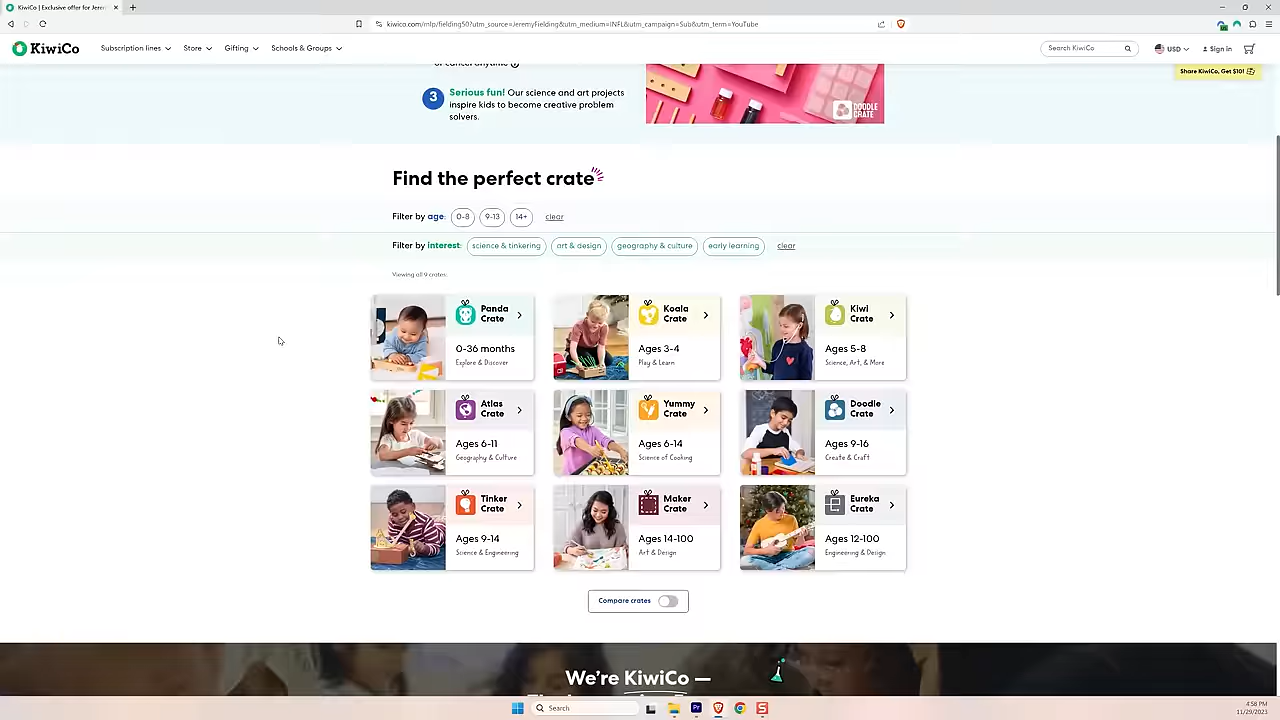 KiwiCo | Exclusive offer for Jerem
kiwico.com/rnlp/fielding50?utm_source=JeremyFielding&utm_medium=INFL&utm_campaign=Sub&utm_term=YouTube
KiwiCo
Subscription lines
Store
Gifting
Schools & Groups
Search KiwiCo
USD
Sign in
Share KiwiCo, Get $10!
or cancel anytime
3
Serious fun! Our science and art projects
inspire kids to become creative problem
solvers.
DOODLE
CRATE
Find the perfect crate
Filter by age: 0-8 9-13 14+ clear
Filter by interest: science & tinkering art & design geography & culture early learning clear
Viewing all 9 crates.
Panda
Crate
0-36 months
Explore & Discover
Koala
Crate
Ages 3-4
Play & Learn
Kiwi
Crate
Ages 5-8
Science, Art, & More
Atlas
Crate
Ages 6-11
Geography & Culture
Yummy
Crate
Ages 6-14
Science of Cooking
Doodle
Crate
Ages 9-16
Create & Craft
Tinker
Crate
Ages 9-14
Science & Engineering
Maker
Crate
Ages 14-100
Art & Design
Eureka
Crate
Ages 12-100
Engineering & Design
Compare crates
We're KiwiCo —
Search
4:58 PM
11/29/2023